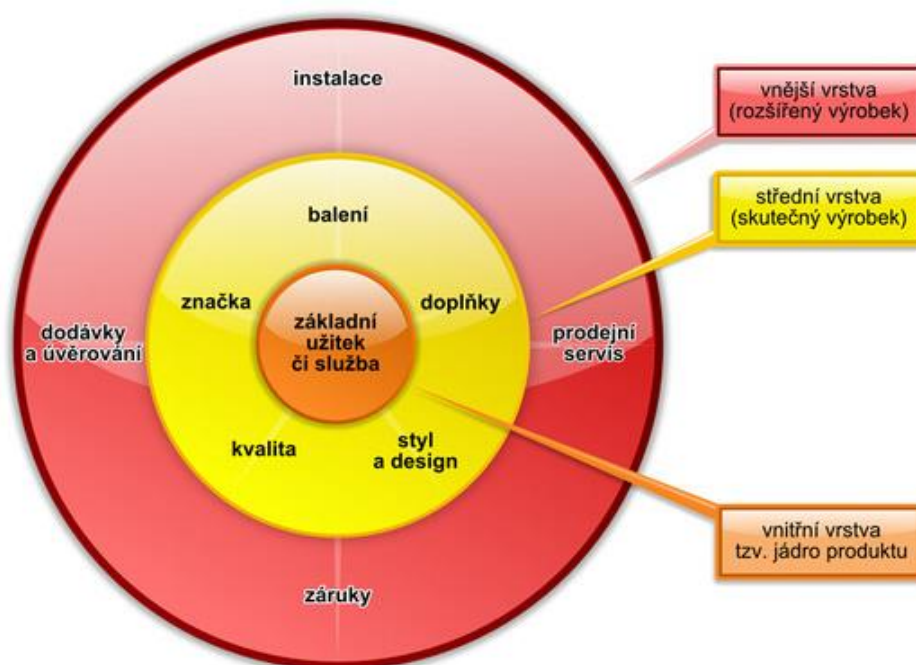 instalace
vnější vrstva
(rozšířený výrobek)
balení
střední vrstva
(skutečný výrobek)
značka
doplňky
základní
užitek
či služba
dodávky
a úvěrování
prodejní
servis
kvalita
styl
a design
vnitřní vrstva
tzv. jádro produktu
záruky